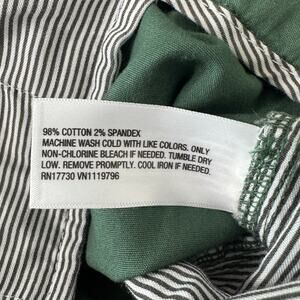 98% COTTON 2% SPANDEX
MACHINE WASH COLD WITH LIKE COLORS. ONLY
NON-CHLORINE BLEACH IF NEEDED. TUMBLE DRY
LOW. REMOVE PROMPTLY. COOL IRON IF NEEDED.
RN17730 VN1119796